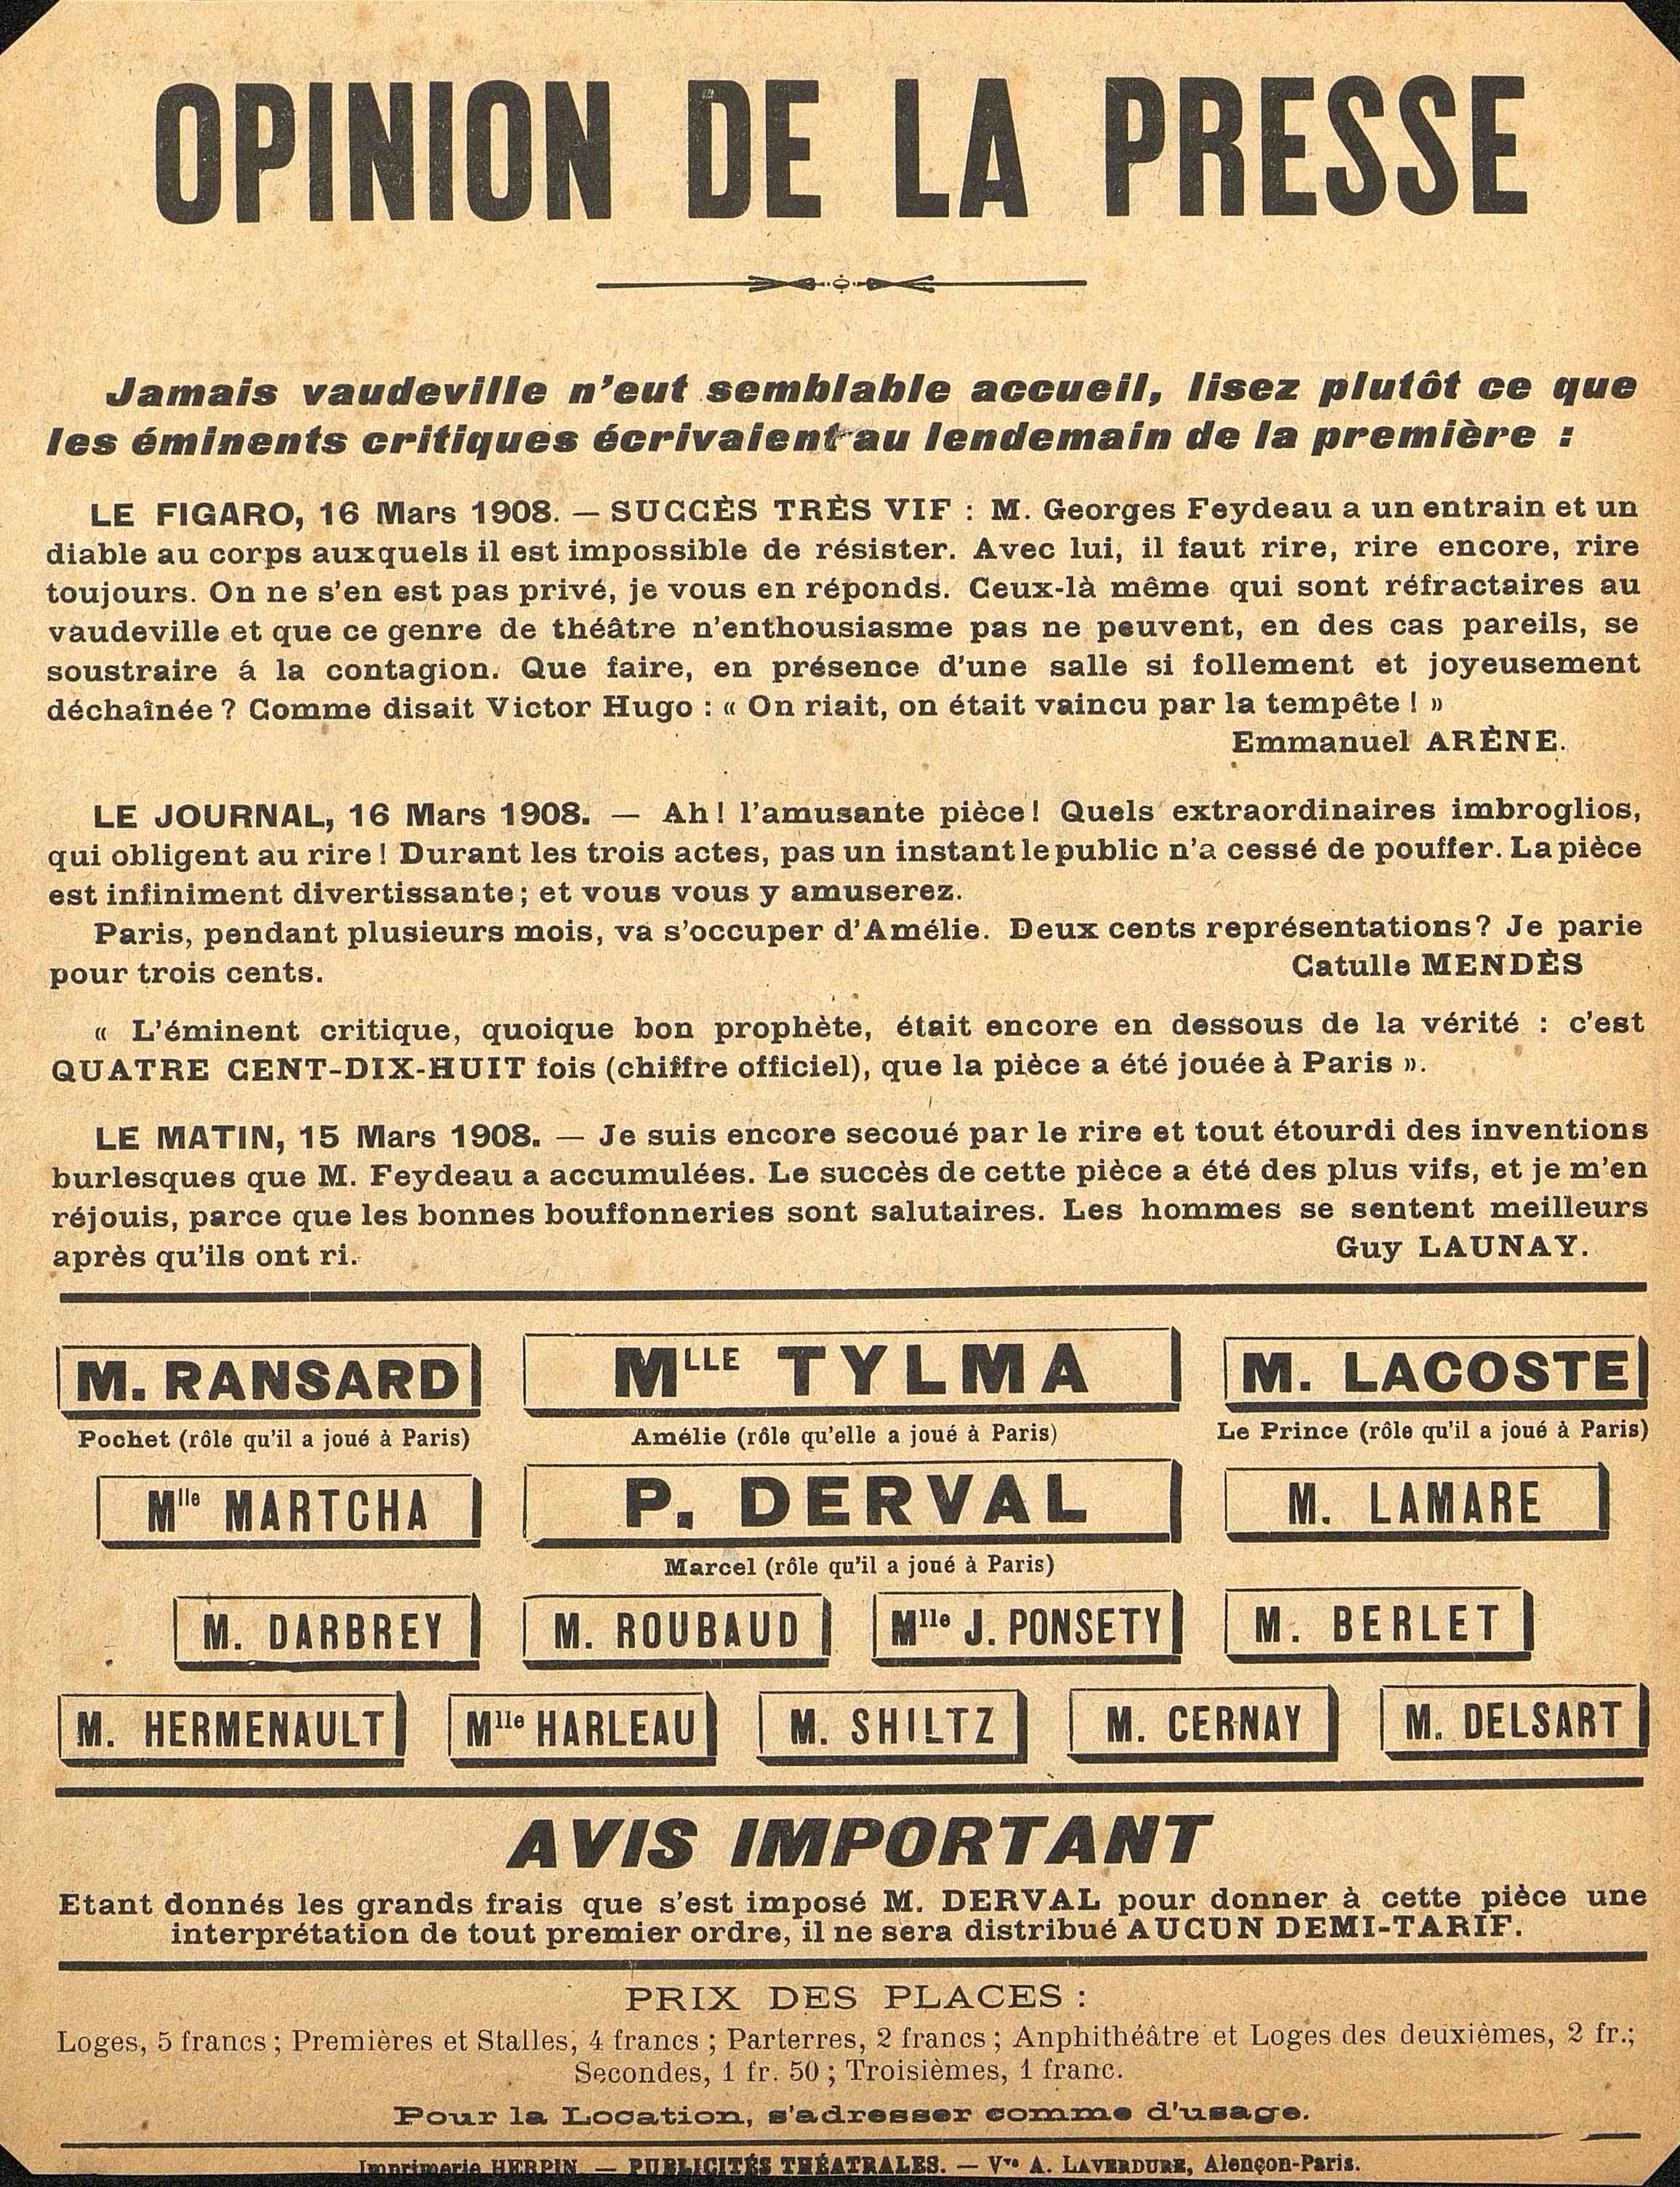 OPINION DE LA PRESSE
Jamais vaudeville n'eut semblable accueil, lisez plutôt ce que
les éminents critiques écrivaient au lendemain de la première :
LE FIGARO, 16 Mars 1908. — SUCCÈS TRÈS VIF : M. Georges Feydeau a un entrain et un
diable au corps auxquels il est impossible de résister. Avec lui, il faut rire, rire encore, rire
toujours. On ne s'en est pas privé, je vous en réponds. Ceux-là même qui sont réfractaires au
vaudeville et que ce genre de théâtre n'enthousiasme pas ne peuvent, en des cas pareils, se
soustraire á la contagion. Que faire, en présence d'une salle si follement et joyeusement
déchaînée ? Comme disait Victor Hugo : « On riait, on était vaincu par la tempête ! »
Emmanuel ARÈNE.
LE JOURNAL, 16 Mars 1908. — Ah ! l'amusante pièce ! Quels extraordinaires imbroglios,
qui obligent au rire ! Durant les trois actes, pas un instant le public n'a cessé de pouffer. La pièce
est infiniment divertissante ; et vous vous y amuserez.
Paris, pendant plusieurs mois, va s'occuper d'Amélie. Deux cents représentations ? Je parie
pour trois cents. Catulle MENDÈS
« L'éminent critique, quoique bon prophète, était encore en dessous de la vérité : c'est
QUATRE CENT-DIX-HUIT fois (chiffre officiel), que la pièce a été jouée à Paris ».
LE MATIN, 15 Mars 1908. — Je suis encore secoué par le rire et tout étourdi des inventions
burlesques que M. Feydeau a accumulées. Le succès de cette pièce a été des plus vifs, et je m'en
réjouis, parce que les bonnes bouffonneries sont salutaires. Les hommes se sentent meilleurs
après qu'ils ont ri. Guy LAUNAY.
M. RANSARD MLLE TYLMA M. LACOSTE
Pochet (rôle qu'il a joué à Paris) Amélie (rôle qu'elle a joué à Paris) Le Prince (rôle qu'il a joué à Paris)
Mlle MARTCHA P. DERVAL M. LAMARE
Marcel (rôle qu'il a joué à Paris)
M. DARBREY M. ROUBAUD Mlle J. PONSETY M. BERLET
M. HERMENAULT Mlle HARLEAU M. SHILTZ M. CERNAY M. DELSART
AVIS IMPORTANT
Etant donnés les grands frais que s'est imposé M. DERVAL pour donner à cette pièce une
interprétation de tout premier ordre, il ne sera distribué AUCUN DEMI-TARIF.
PRIX DES PLACES :
Loges, 5 francs ; Premières et Stalles, 4 francs ; Parterres, 2 francs ; Anphithéâtre et Loges des deuxièmes, 2 fr.;
Secondes, 1 fr. 50 ; Troisièmes, 1 franc.
Pour la Location, s'adresser comme d'usage.
Imprimerie HERPIN. — PUBLICITÉS THÉATRALES. — Vve A. LAVERDURE, Alençon-Paris.